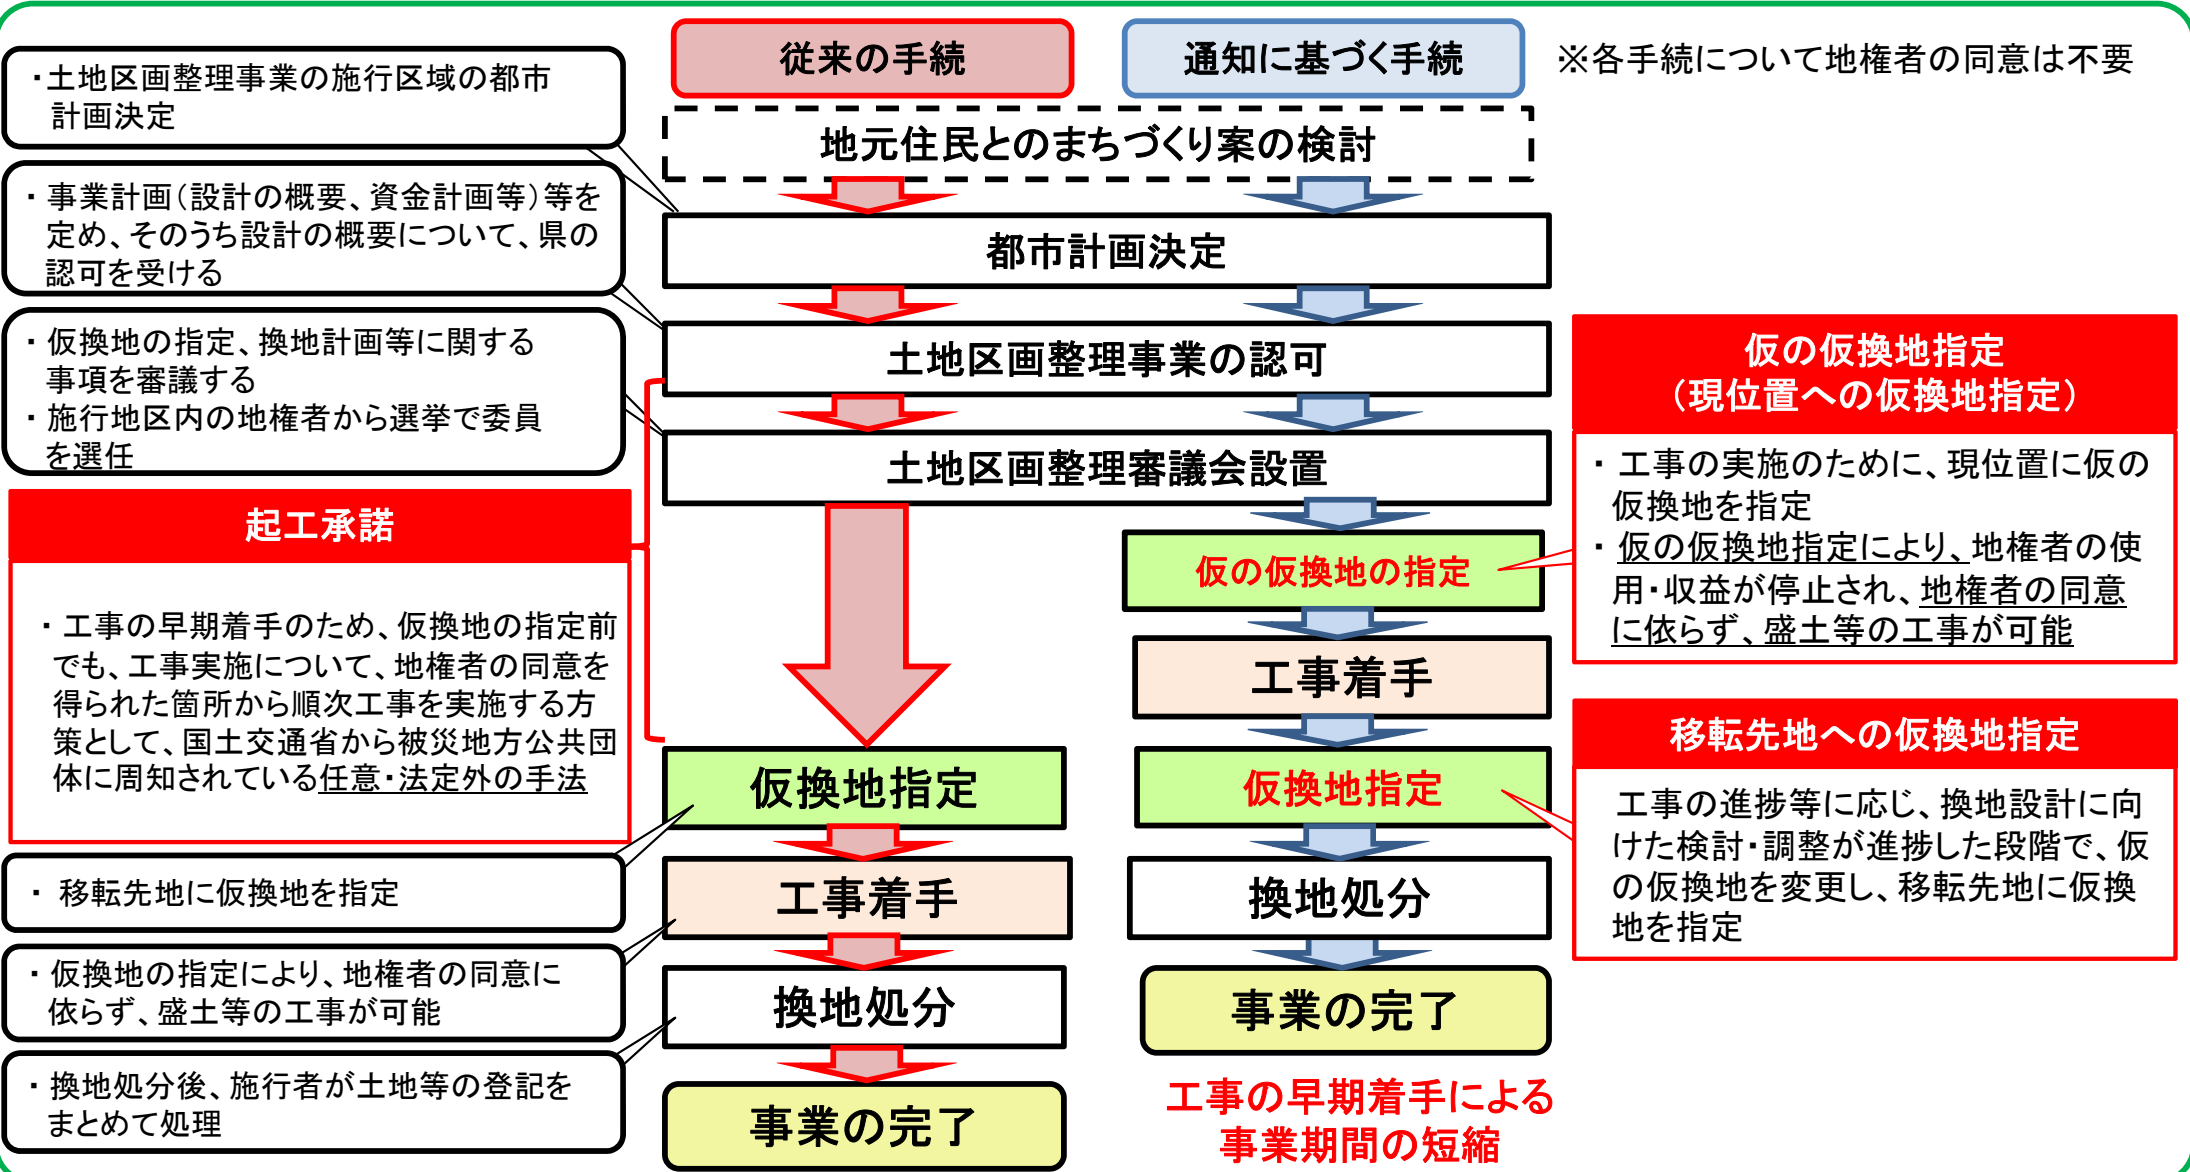 従来の手続
通知に基づく手続
※各手続について地権者の同意は不要
地元住民とのまちづくり案の検討
都市計画決定
土地区画整理事業の認可
土地区画整理審議会設置
・土地区画整理事業の施行区域の都市
計画決定
・ 事業計画（設計の概要、資金計画等）等を
定め、そのうち設計の概要について、県の
認可を受ける
・ 仮換地の指定、換地計画等に関する
事項を審議する
・ 施行地区内の地権者から選挙で委員
を選任
起工承諾
・ 工事の早期着手のため、仮換地の指定前
でも、工事実施について、地権者の同意を
得られた箇所から順次工事を実施する方
策として、国土交通省から被災地方公共団
体に周知されている任意・法定外の手法
・ 移転先地に仮換地を指定
・ 仮換地の指定により、地権者の同意に
依らず、盛土等の工事が可能
・ 換地処分後、施行者が土地等の登記を
まとめて処理
仮換地指定
工事着手
換地処分
事業の完了
仮の仮換地の指定
工事着手
仮換地指定
換地処分
事業の完了
工事の早期着手による
事業期間の短縮
仮の仮換地指定
（現位置への仮換地指定）
・ 工事の実施のために、現位置に仮の
仮換地を指定
・ 仮の仮換地指定により、地権者の使
用・収益が停止され、地権者の同意
に依らず、盛土等の工事が可能
移転先地への仮換地指定
工事の進捗等に応じ、換地設計に向
けた検討・調整が進捗した段階で、仮
の仮換地を変更し、移転先地に仮換
地を指定